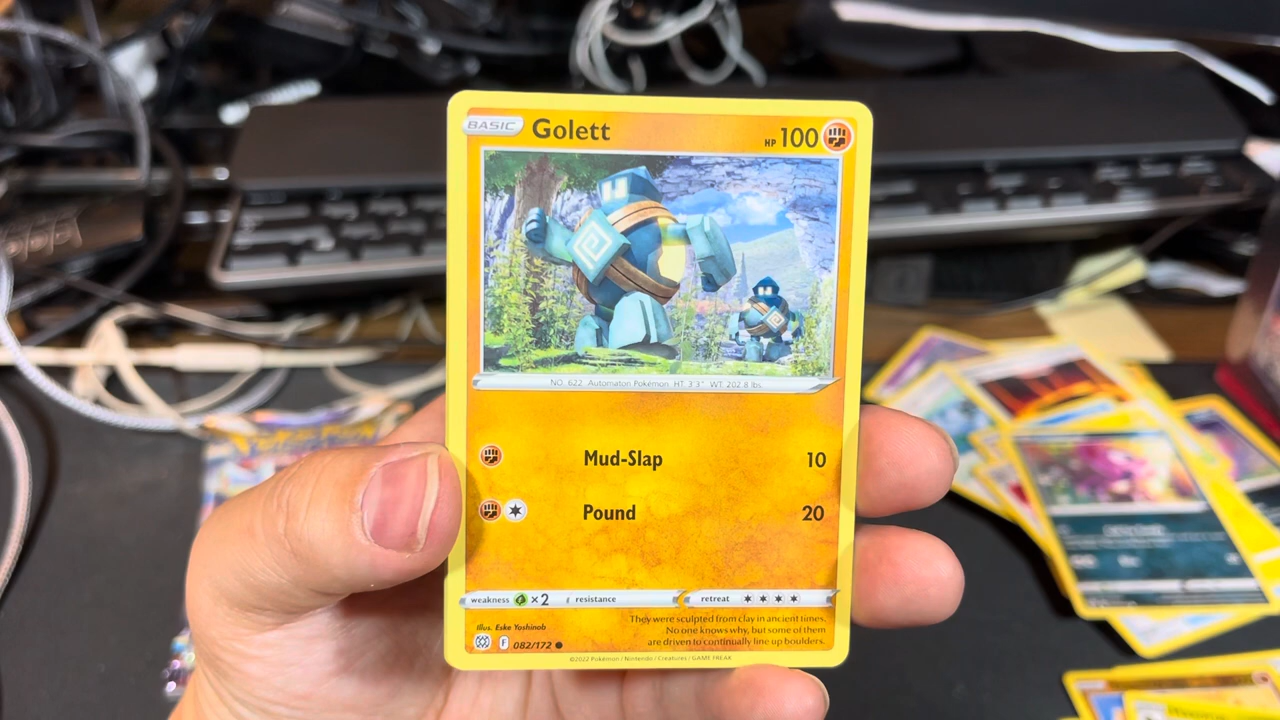 BASIC Golett HP 100
NO. 622 Automaton Pokémon HT: 3'3" WT: 202.8 lbs.
Mud-Slap 10
Pound 20
weakness ×2 resistance retreat
Illus. Eske Yoshinob
They were sculpted from clay in ancient times.
No one knows why, but some of them
are driven to continually line up boulders.
F 082/172
©2022 Pokémon / Nintendo / Creatures / GAME FREAK